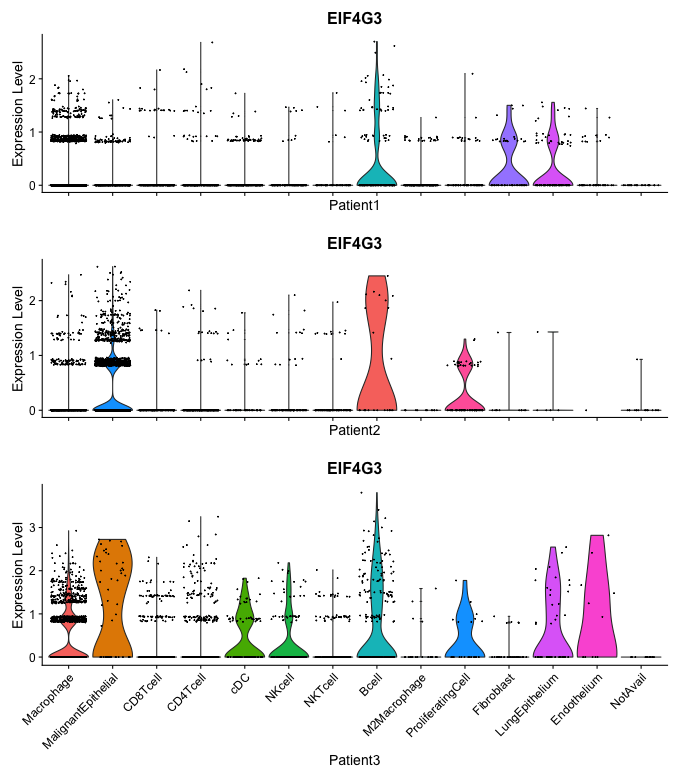 EIF4G3
Expression Level
2
1
0
Patient1
EIF4G3
Expression Level
2
1
0
Patient2
EIF4G3
Expression Level
3
2
1
0
Macrophage
MalignantEpithelial
CD8Tcell
CD4Tcell
cDC
NKcell
NKTcell
Bcell
M2Macrophage
ProliferatingCell
Fibroblast
LungEpithelium
Endothelium
NotAvail
Patient3